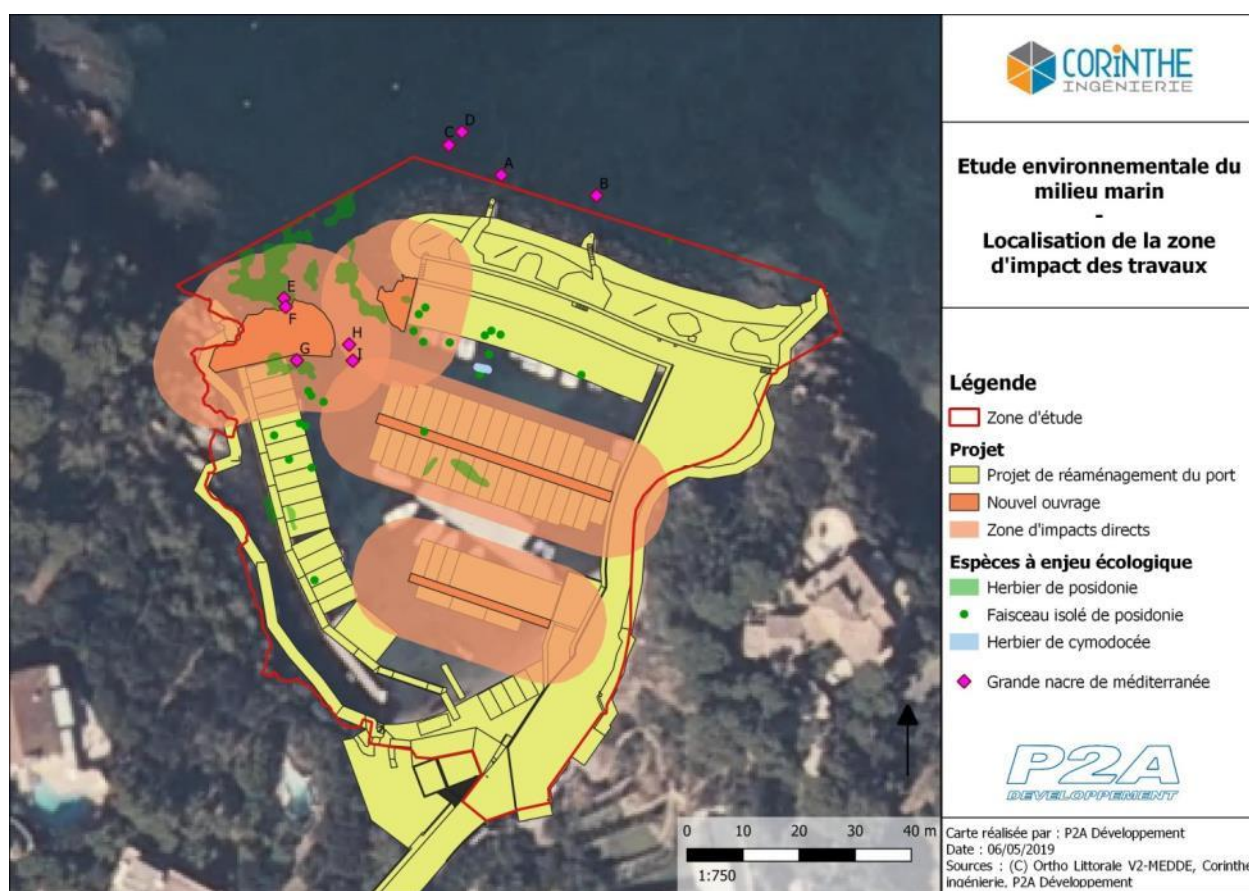 CORiNTHE
INGÉNIERIE
Etude environnementale du
milieu marin
-
Localisation de la zone
d'impact des travaux
Légende
Zone d'étude
Projet
Projet de réaménagement du port
Nouvel ouvrage
Zone d'impacts directs
Espèces à enjeu écologique
Herbier de posidonie
Faisceau isolé de posidonie
Herbier de cymodocée
Grande nacre de méditerranée
P2A
DEVELOPPEMENT
Carte réalisée par : P2A Développement
Date : 06/05/2019
Sources : (C) Ortho Littorale V2-MEDDE, Corinthe
ingénierie, P2A Développement
D
C
A
B
E
F
H
G
I
0 10 20 30 40 m
1:750